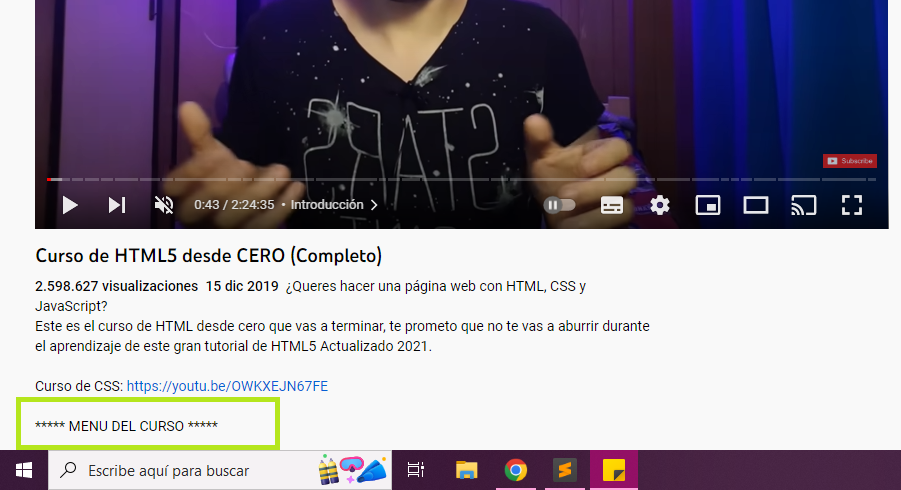 STARS
Subscribe
0:43 / 2:24:35 • Introducción
Curso de HTML5 desde CERO (Completo)
2.598.627 visualizaciones 15 dic 2019 ¿Queres hacer una página web con HTML, CSS y
JavaScript?
Este es el curso de HTML desde cero que vas a terminar, te prometo que no te vas a aburrir durante
el aprendizaje de este gran tutorial de HTML5 Actualizado 2021.
Curso de CSS: https://youtu.be/OWKXEJN67FE
***** MENU DEL CURSO *****
Escribe aquí para buscar